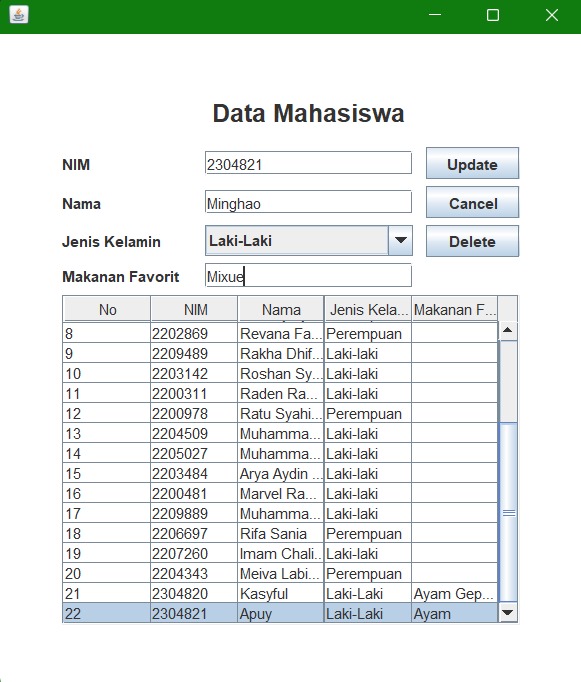 Data Mahasiswa
NIM 2304821 Update
Nama Minghao Cancel
Jenis Kelamin Laki-Laki Delete
Makanan Favorit Mixue
No NIM Nama Jenis Kela... Makanan F...
8 2202869 Revana Fa... Perempuan
9 2209489 Rakha Dhif... Laki-laki
10 2203142 Roshan Sy... Laki-laki
11 2200311 Raden Ra... Laki-laki
12 2200978 Ratu Syahi... Perempuan
13 2204509 Muhamma... Laki-laki
14 2205027 Muhamma... Laki-laki
15 2203484 Arya Aydin ... Laki-laki
16 2200481 Marvel Ra... Laki-laki
17 2209889 Muhamma... Laki-laki
18 2206697 Rifa Sania Perempuan
19 2207260 Imam Chali... Laki-laki
20 2204343 Meiva Labi... Perempuan
21 2304820 Kasyful Laki-Laki Ayam Gep...
22 2304821 Apuy Laki-Laki Ayam